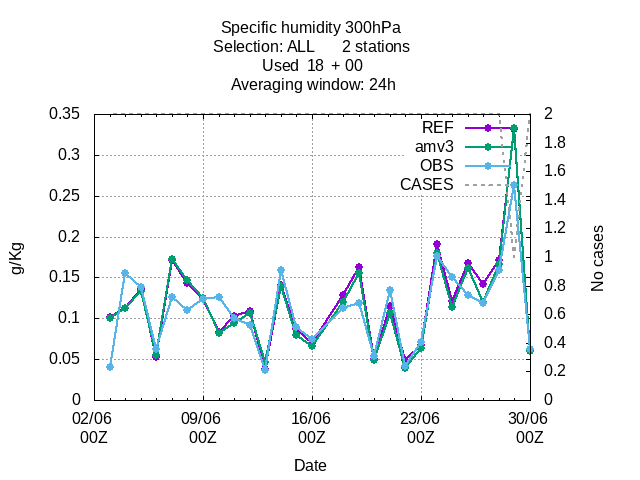 Specific humidity 300hPa
Selection: ALL 2 stations
Used 18 + 00
Averaging window: 24h
0.35
0.3
0.25
0.2
0.15
0.1
0.05
0
g/Kg
REF
amv3
OBS
CASES
2
1.8
1.6
1.4
1.2
1
0.8
0.6
0.4
0.2
0
No cases
02/06 09/06 16/06 23/06 30/06
00Z 00Z 00Z 00Z 00Z
Date